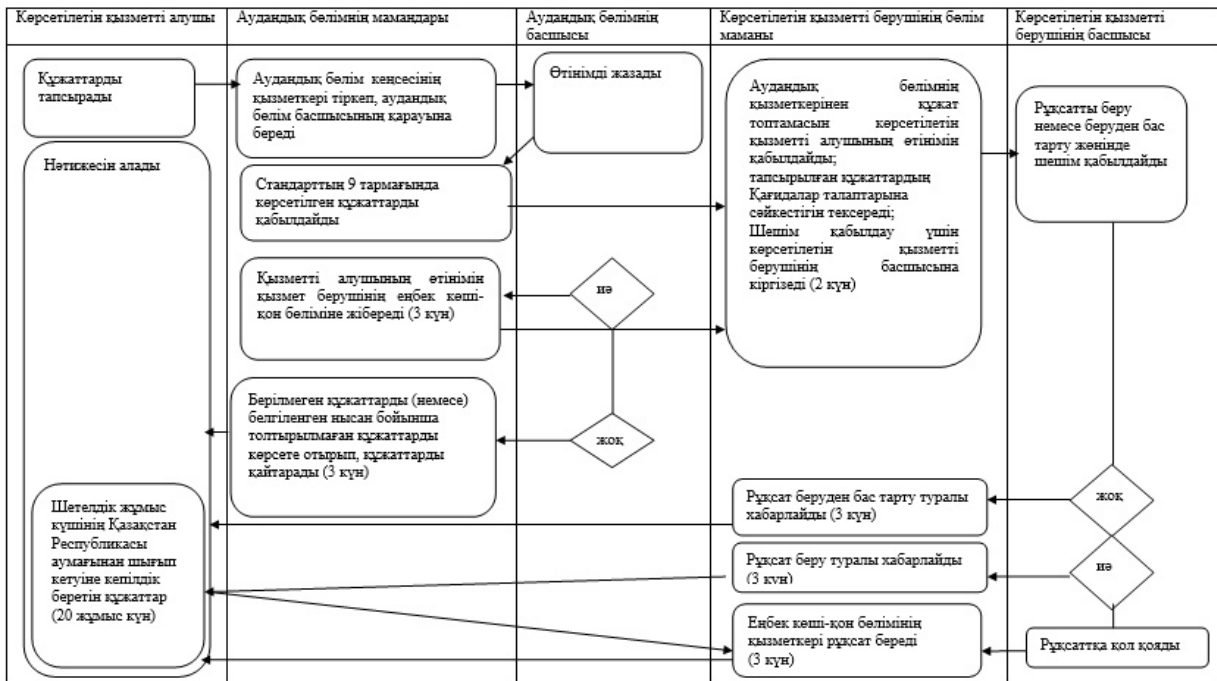 Көрсетілетін қызметті алушы
Аудандық бөлімнің мамандары
Аудандық бөлімнің
басшысы
Көрсетілетін қызметті берушінің бөлім
маманы
Көрсетілетін қызметті
берушінің басшысы
Құжаттарды
тапсырады
Аудандық бөлім кеңсесінің
қызметкері тіркеп, аудандық
бөлім басшысының қарауына
береді
Өтінімді жазады
Аудандық бөлімнің
қызметкерінен құжат
топтамасын көрсетілетін
қызметті алушының өтінімін
қабылдайды;
тапсырылған құжаттардың
Қағидалар талаптарына
сәйкестігін тексереді;
Шешім қабылдау үшін
көрсетілетін қызметті
берушінің басшысына
кіргізеді (2 күн)
Рұқсатты беру
немесе беруден бас
тарту жөнінде
шешім қабылдайды
Нәтижесін алады
Стандарттың 9 тармағында
көрсетілген құжаттарды
қабылдайды
Қызметті алушының өтінімін
қызмет берушінің еңбек көші-
қон бөліміне жібереді (3 күн)
иә
Берілмеген құжаттарды (немесе)
белгіленген нысан бойынша
толтырылмаған құжаттарды
көрсете отырып, құжаттарды
қайтарады (3 күн)
жоқ
Шетелдік жұмыс
күшінің Қазақстан
Республикасы
аумағынан шығып
кетуіне кепілдік
беретін құжаттар
(20 жұмыс күн)
Рұқсат беруден бас тарту туралы
хабарлайды (3 күн)
жоқ
Рұқсат беру туралы хабарлайды
(3 күн)
иә
Еңбек көші-қон бөлімінің
қызметкері рұқсат береді
(3 күн)
Рұқсатқа қол қояды